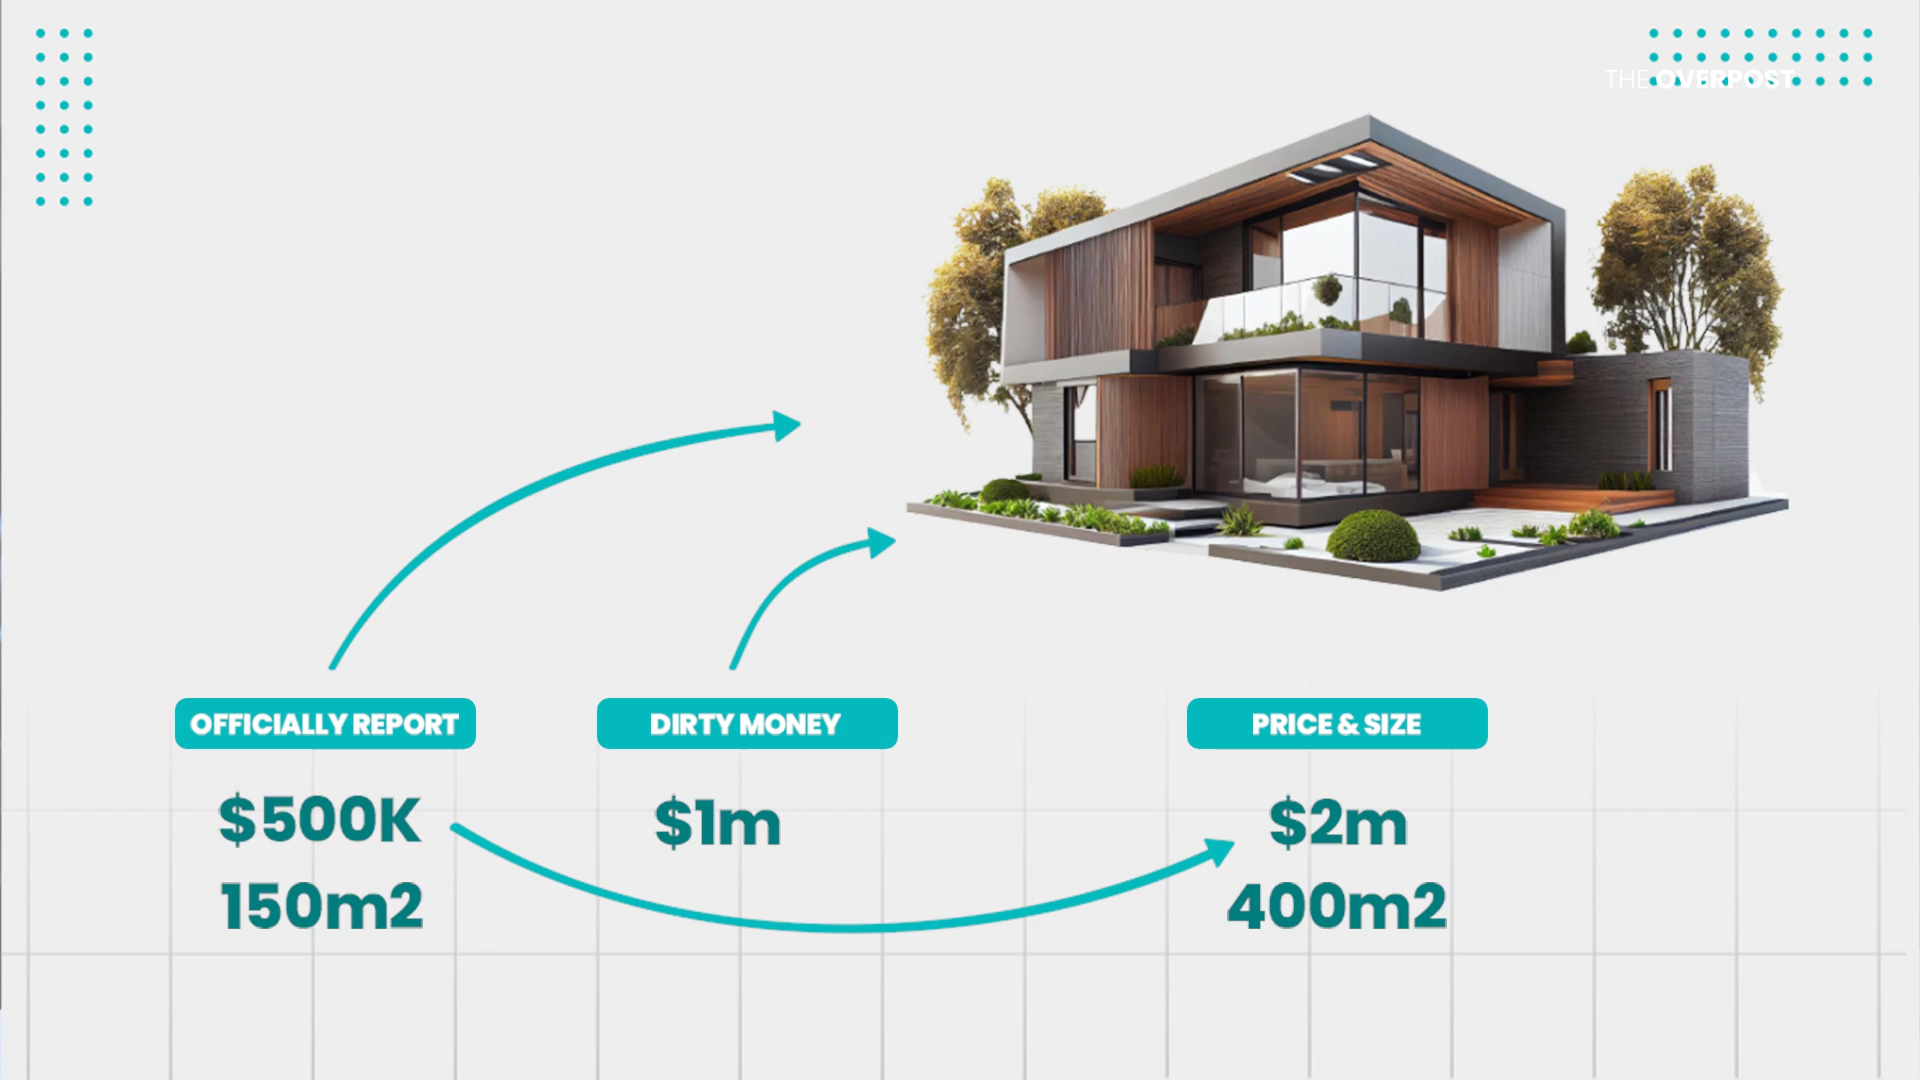 THE OVERPOST
OFFICIALLY REPORT
DIRTY MONEY
PRICE & SIZE
$500K
$1m
$2m
150m2
400m2